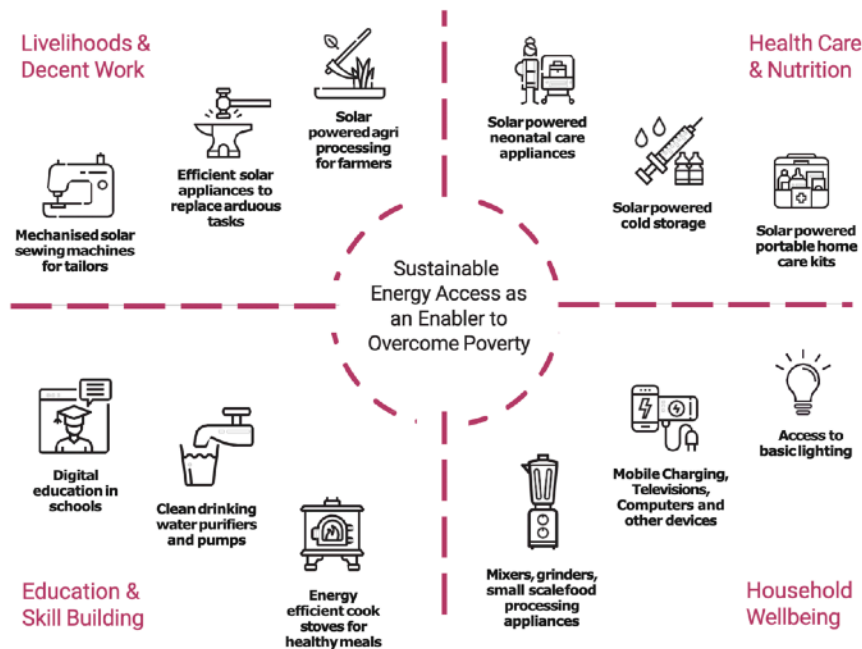 Livelihoods &
Decent Work
Solar
powered agri
processing
for farmers
Efficient solar
appliances to
replace arduous
tasks
Mechanised solar
sewing machines
for tailors
Health Care
& Nutrition
Solar powered
neonatal care
appliances
Solar powered
cold storage
Solar powered
portable home
care kits
Sustainable
Energy Access as
an Enabler to
Overcome Poverty
Digital
education in
schools
Clean drinking
water purifiers
and pumps
Energy
efficient cook
stoves for
healthy meals
Education &
Skill Building
Access to
basic lighting
Mobile Charging,
Televisions,
Computers and
other devices
Mixers, grinders,
small scalefood
processing
appliances
Household
Wellbeing